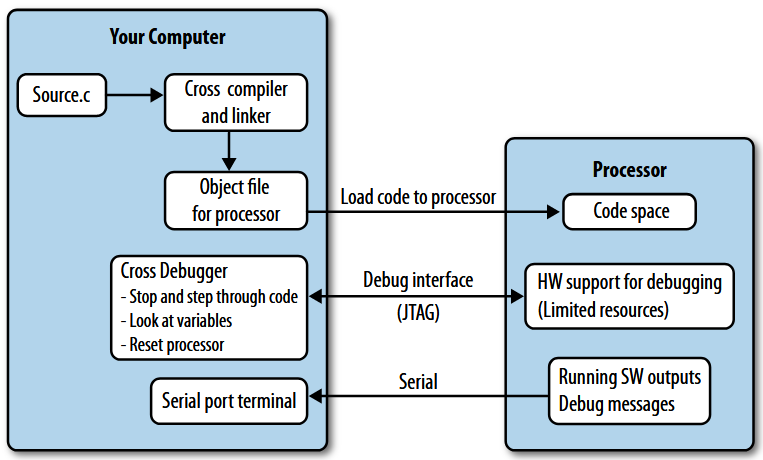 Your Computer
Source.c
Cross compiler
and linker
Object file
for processor
Load code to processor
Processor
Code space
Cross Debugger
- Stop and step through code
- Look at variables
- Reset processor
Debug interface
(JTAG)
HW support for debugging
(Limited resources)
Serial port terminal
Serial
Running SW outputs
Debug messages